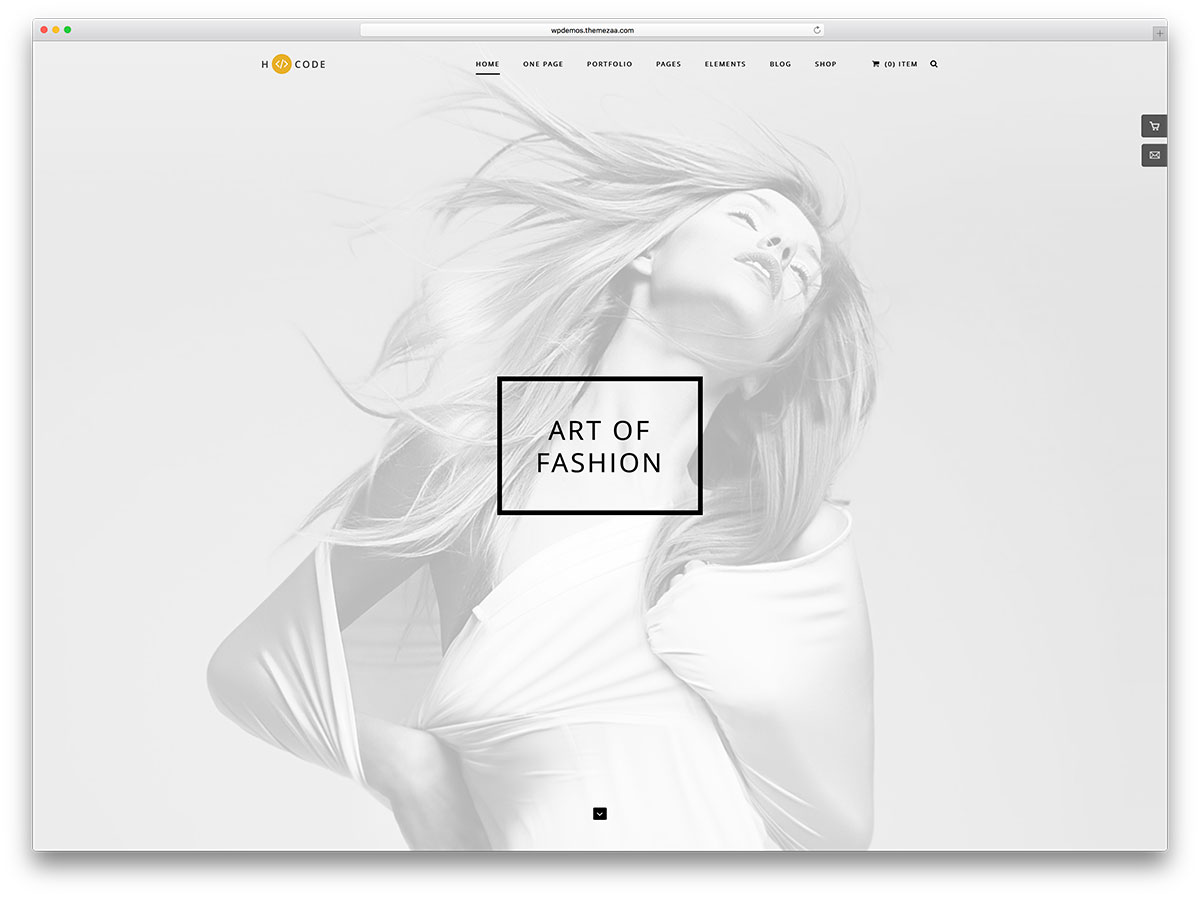 wpdemos.themezaa.com
H </> CODE
HOME ONE PAGE PORTFOLIO PAGES ELEMENTS BLOG SHOP (0) ITEM
ART OF
FASHION